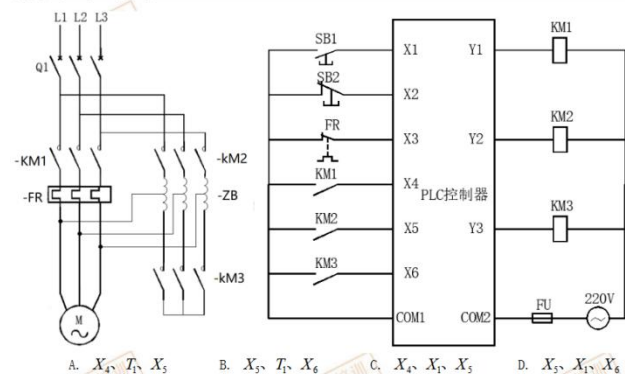 L1 L2 L3
Q1
-KM1
-FR
M
-kM2
-ZB
-kM3
SB1
SB2
FR
KM1
KM2
KM3
X1
X2
X3
X4
X5
X6
COM1
PLC控制器
Y1
Y2
Y3
COM2
KM1
KM2
KM3
FU
220V
A. X₄、T₁、X₅ B. X₅、T₁、X₆ C. X₄、X₁、X₅ D. X₅、X₁、X₆